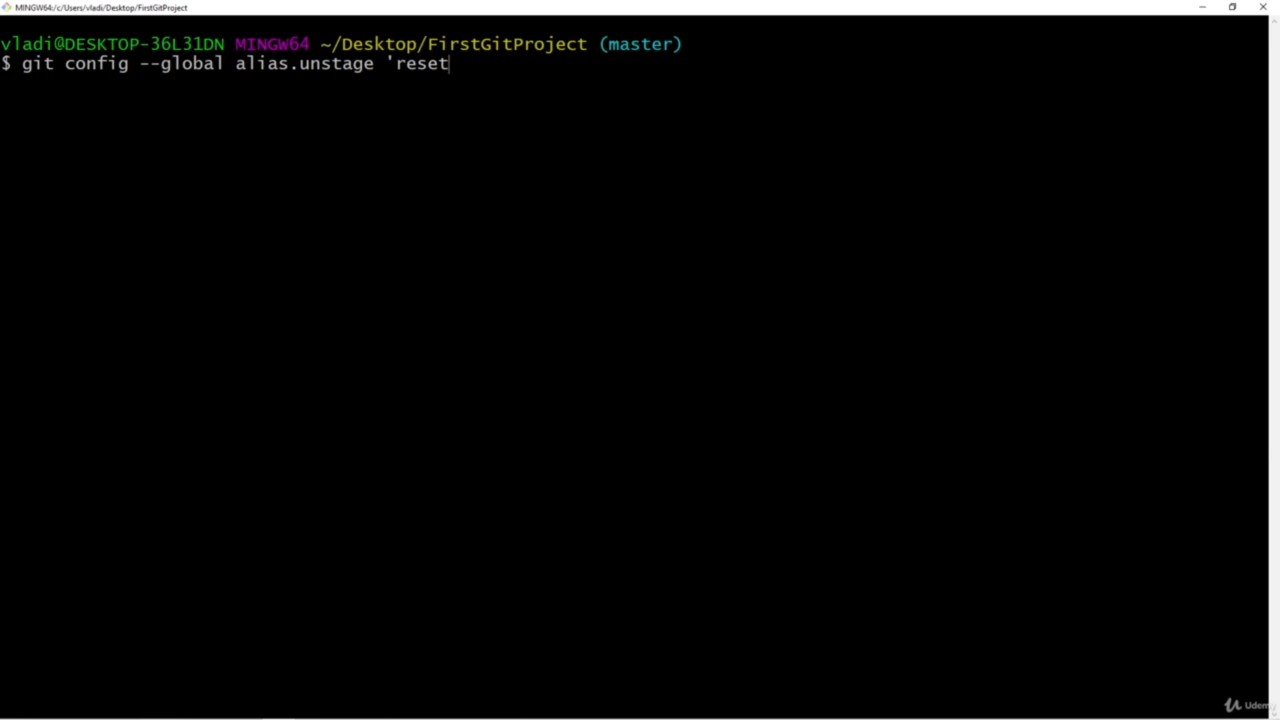 MINGW64:/c/Users/vladi/Desktop/FirstGitProject
vladi@DESKTOP-36L31DN MINGW64 ~/Desktop/FirstGitProject (master)
$ git config --global alias.unstage 'reset
Udemy